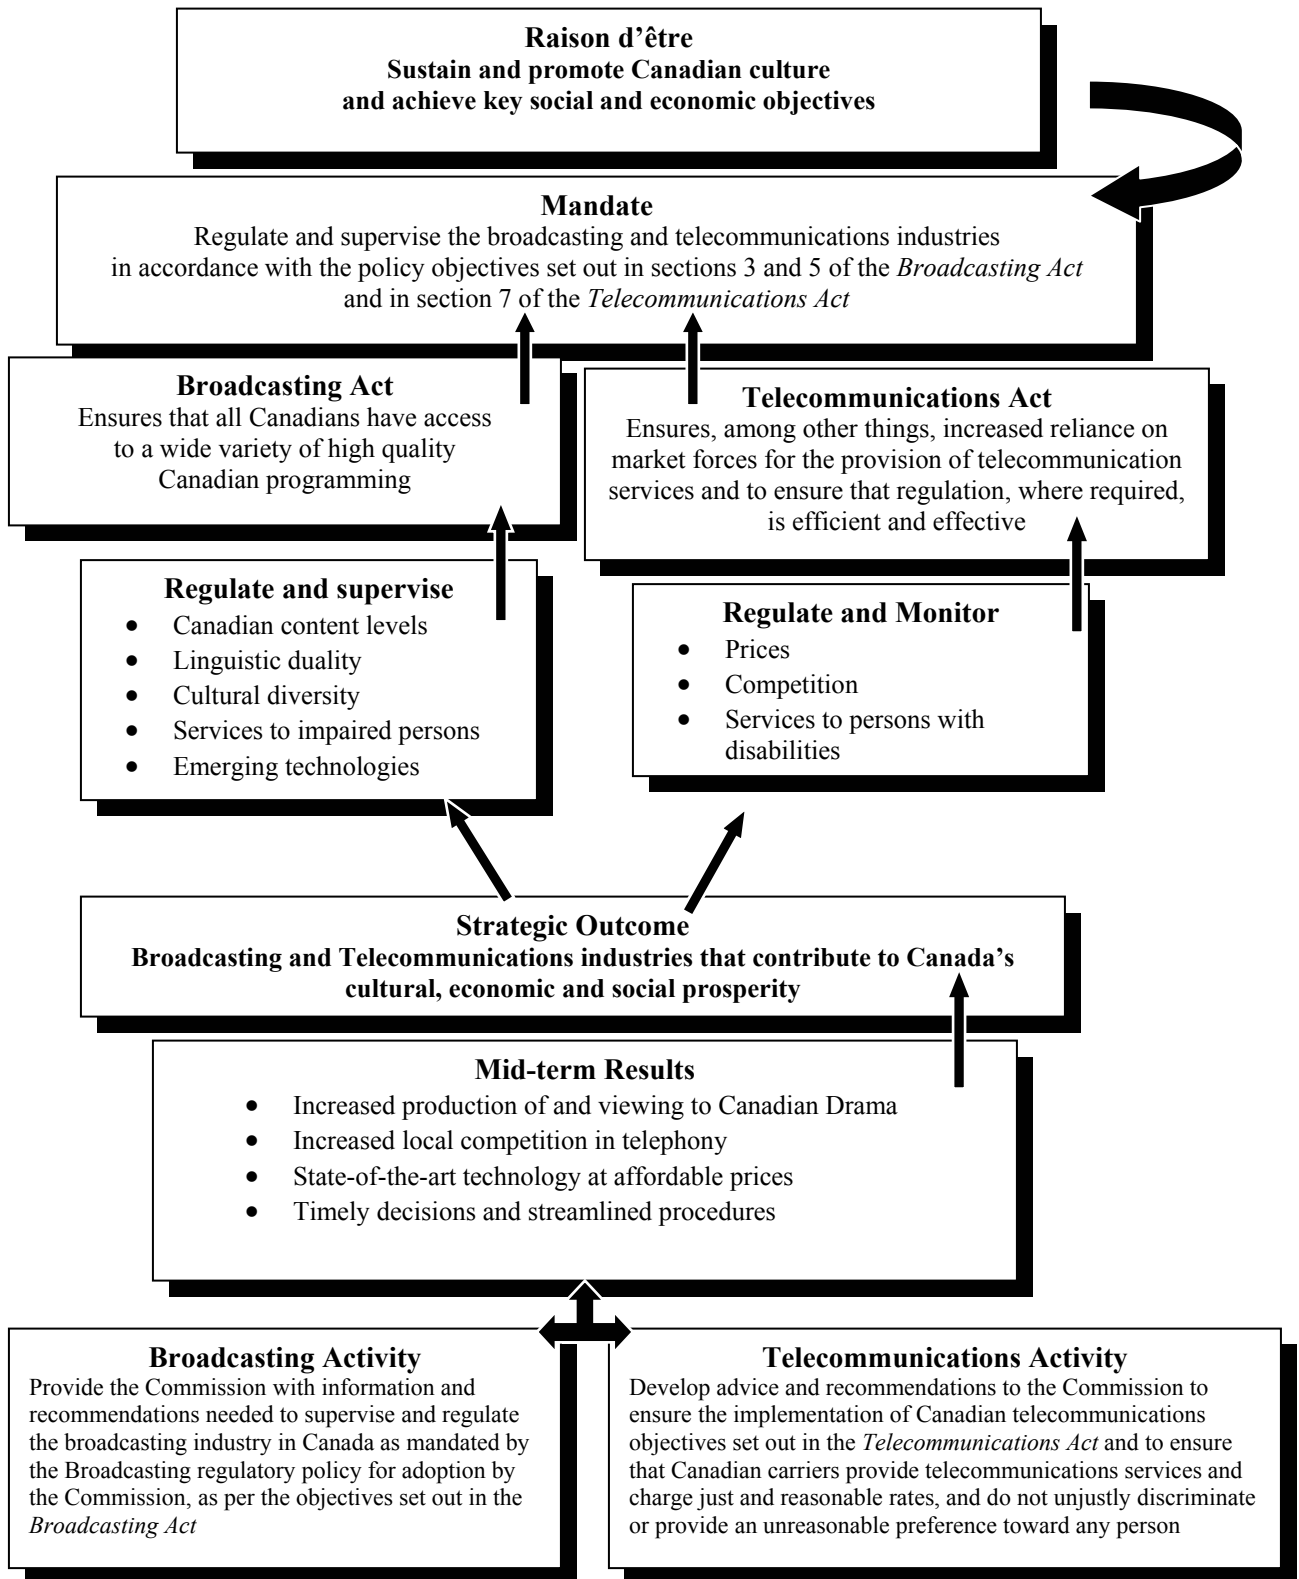 Raison d’être
Sustain and promote Canadian culture
and achieve key social and economic objectives
Mandate
Regulate and supervise the broadcasting and telecommunications industries
in accordance with the policy objectives set out in sections 3 and 5 of the Broadcasting Act
and in section 7 of the Telecommunications Act
Broadcasting Act
Ensures that all Canadians have access
to a wide variety of high quality
Canadian programming
Telecommunications Act
Ensures, among other things, increased reliance on
market forces for the provision of telecommunication
services and to ensure that regulation, where required,
is efficient and effective
Regulate and supervise
• Canadian content levels
• Linguistic duality
• Cultural diversity
• Services to impaired persons
• Emerging technologies
Regulate and Monitor
• Prices
• Competition
• Services to persons with
disabilities
Strategic Outcome
Broadcasting and Telecommunications industries that contribute to Canada’s
cultural, economic and social prosperity
Mid-term Results
• Increased production of and viewing to Canadian Drama
• Increased local competition in telephony
• State-of-the-art technology at affordable prices
• Timely decisions and streamlined procedures
Broadcasting Activity
Provide the Commission with information and
recommendations needed to supervise and regulate
the broadcasting industry in Canada as mandated by
the Broadcasting regulatory policy for adoption by
the Commission, as per the objectives set out in the
Broadcasting Act
Telecommunications Activity
Develop advice and recommendations to the Commission to
ensure the implementation of Canadian telecommunications
objectives set out in the Telecommunications Act and to ensure
that Canadian carriers provide telecommunications services and
charge just and reasonable rates, and do not unjustly discriminate
or provide an unreasonable preference toward any person